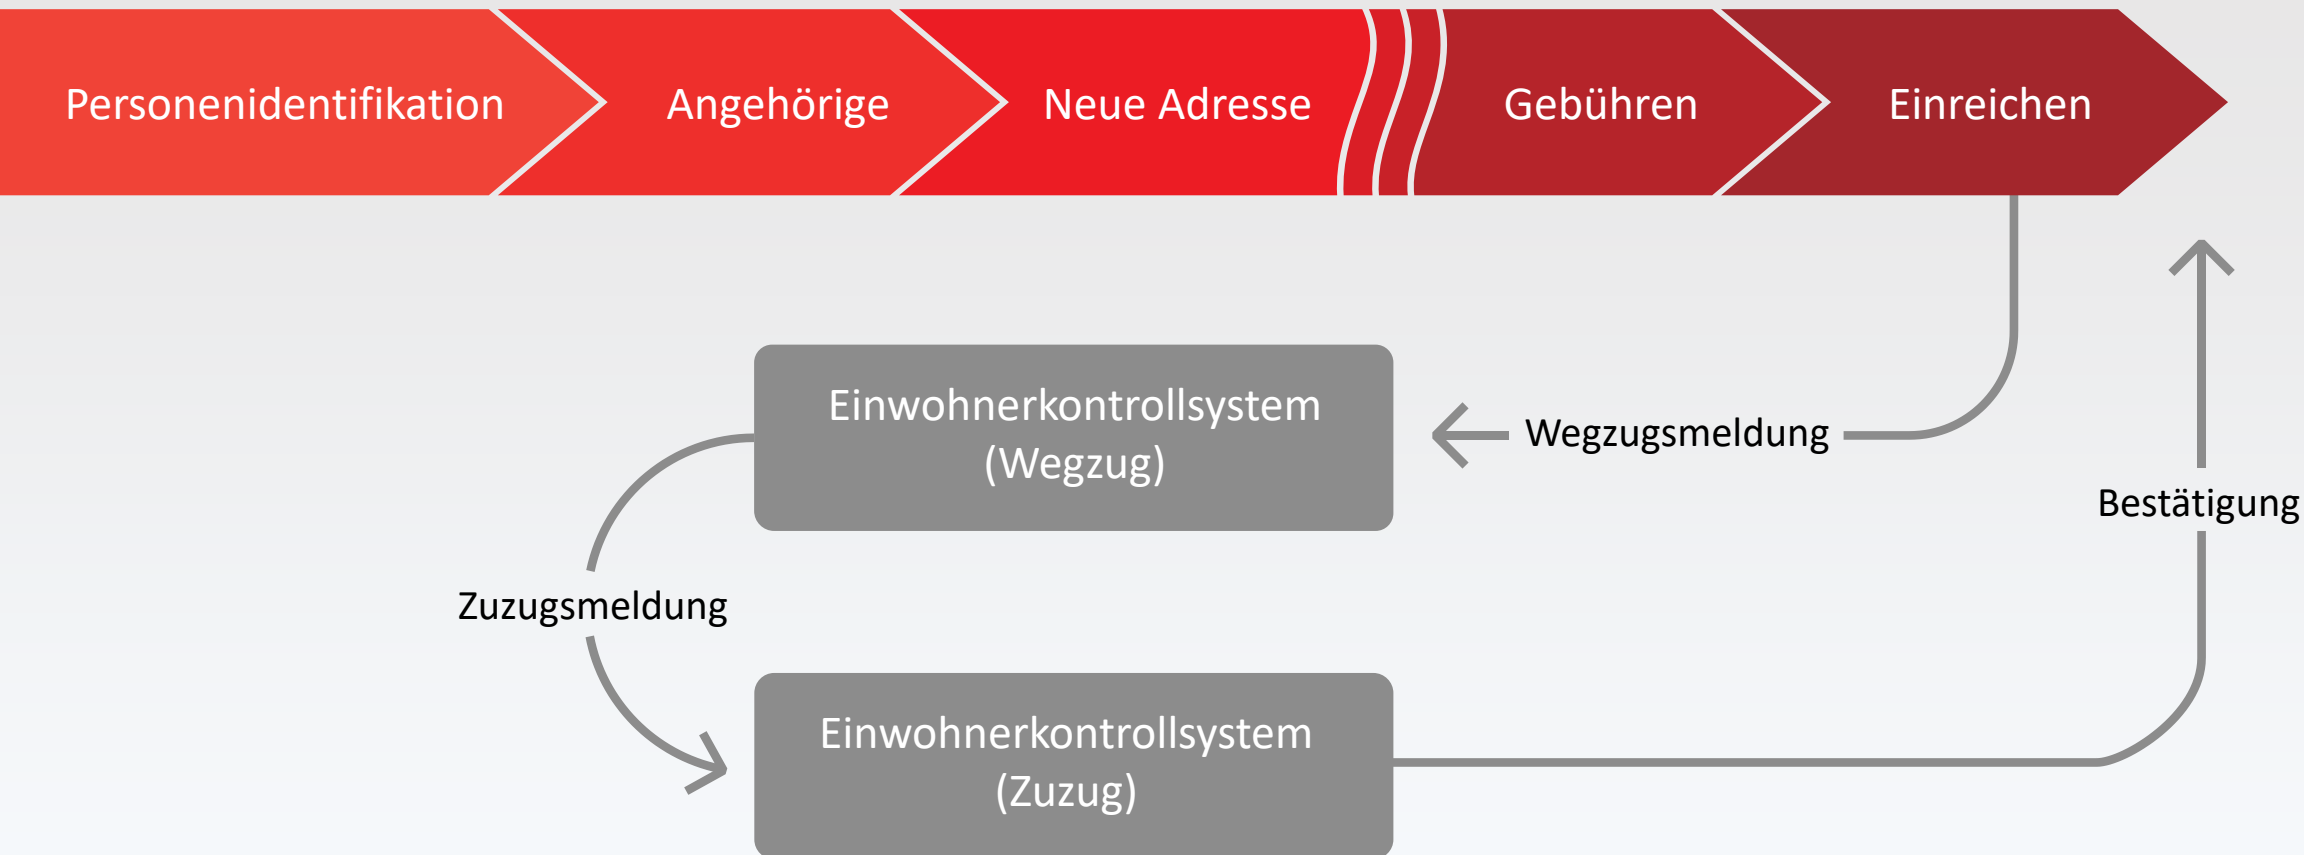 Personenidentifikation
Angehörige
Neue Adresse
Gebühren
Einreichen
Einwohnerkontrollsystem
(Wegzug)
Wegzugsmeldung
Bestätigung
Zuzugsmeldung
Einwohnerkontrollsystem
(Zuzug)